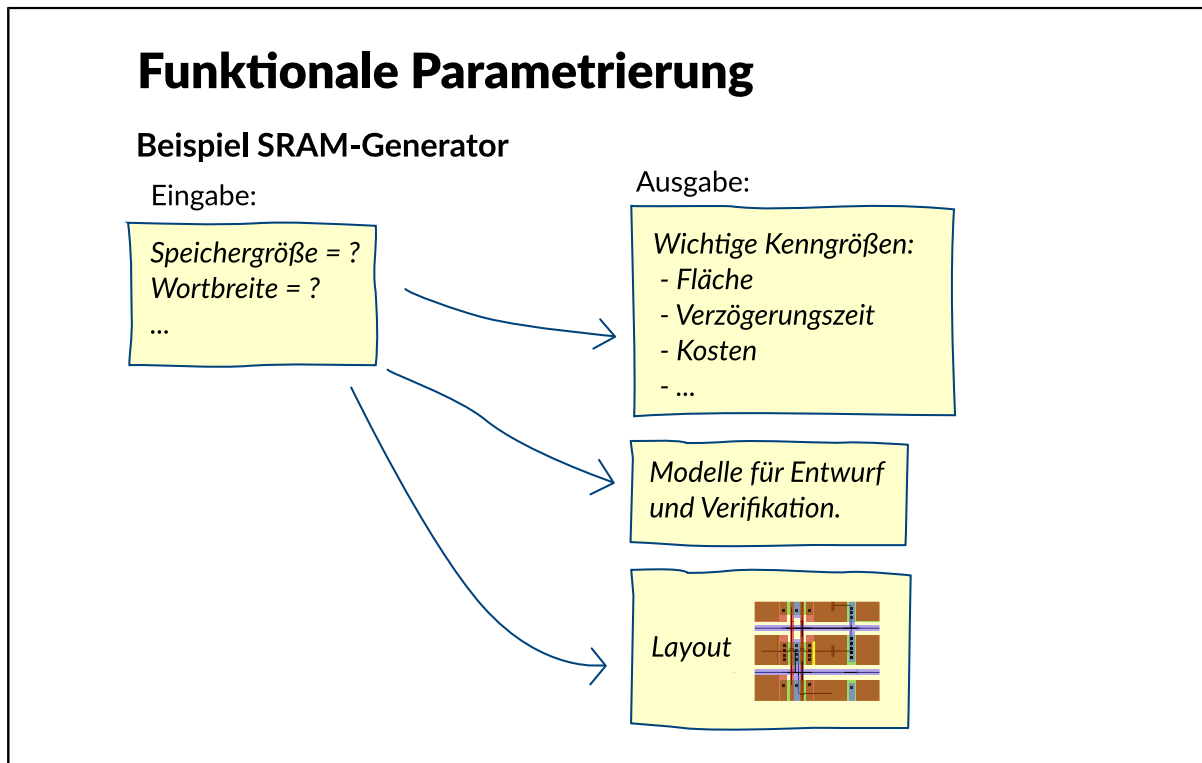 Funktionale Parametrierung
Beispiel SRAM-Generator
Eingabe:
Speichergröße = ?
Wortbreite = ?
...
Ausgabe:
Wichtige Kenngrößen:
- Fläche
- Verzögerungszeit
- Kosten
- ...
Modelle für Entwurf
und Verifikation.
Layout